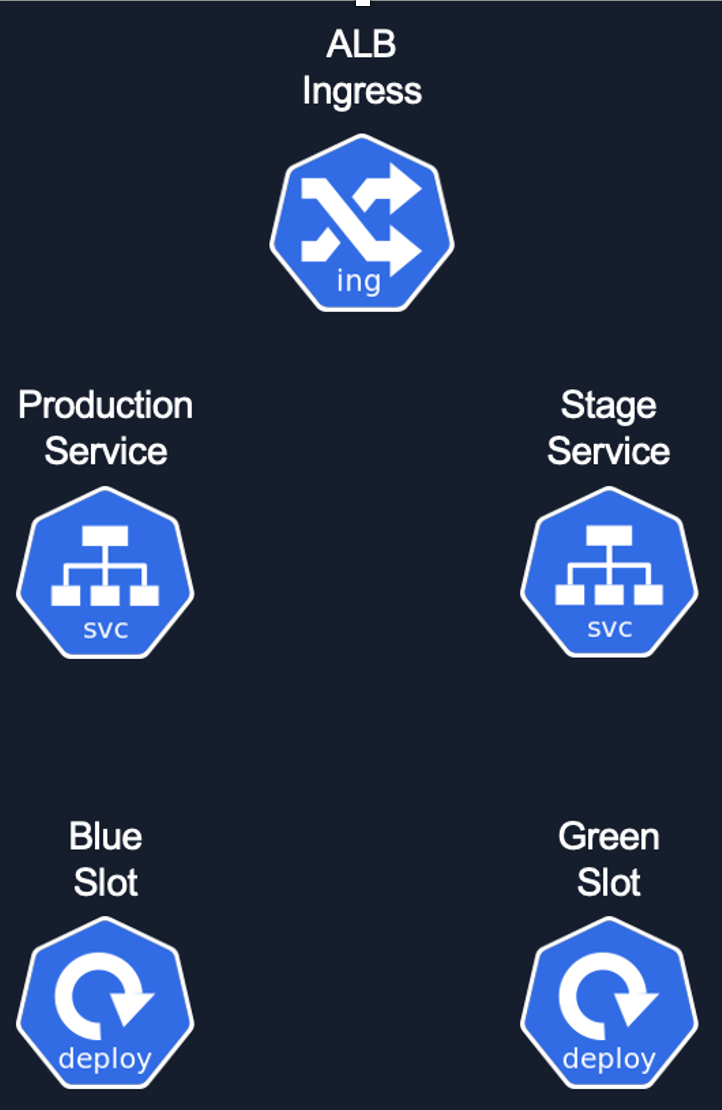 ALB
Ingress
ing
Production
Service
svc
Stage
Service
svc
Blue
Slot
deploy
Green
Slot
deploy